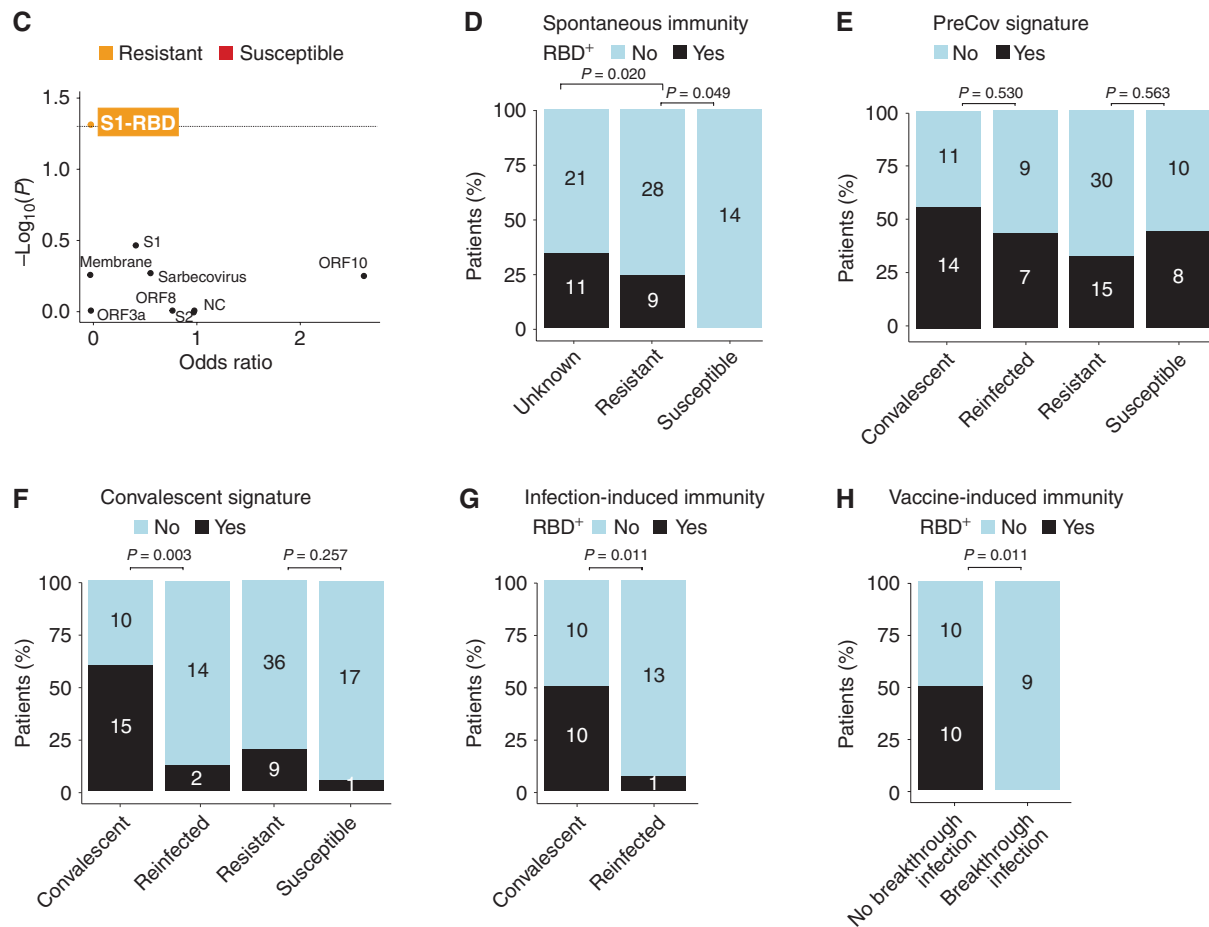 C
Resistant Susceptible
1.5
1.0
0.5
0.0
–Log10(P)
S1-RBD
S1
Membrane
Sarbecovirus
ORF10
ORF8
NC
ORF3a
S2
0 1 2
Odds ratio
D Spontaneous immunity
RBD+ No Yes
P = 0.020
P = 0.049
100
75
50
25
0
Patients (%)
21 28 14
11 9
Unknown
Resistant
Susceptible
E PreCov signature
No Yes
P = 0.530 P = 0.563
100
75
50
25
0
Patients (%)
11 9 30 10
14 7 15 8
Convalescent
Reinfected
Resistant
Susceptible
F Convalescent signature
No Yes
P = 0.003 P = 0.257
100
75
50
25
0
Patients (%)
10 14 36 17
15 2 9 1
Convalescent
Reinfected
Resistant
Susceptible
G Infection-induced immunity
RBD+ No Yes
P = 0.011
100
75
50
25
0
Patients (%)
10 13
10 1
Convalescent
Reinfected
H Vaccine-induced immunity
RBD+ No Yes
P = 0.011
100
75
50
25
0
Patients (%)
10 9
10
No breakthrough
infection
Breakthrough
infection